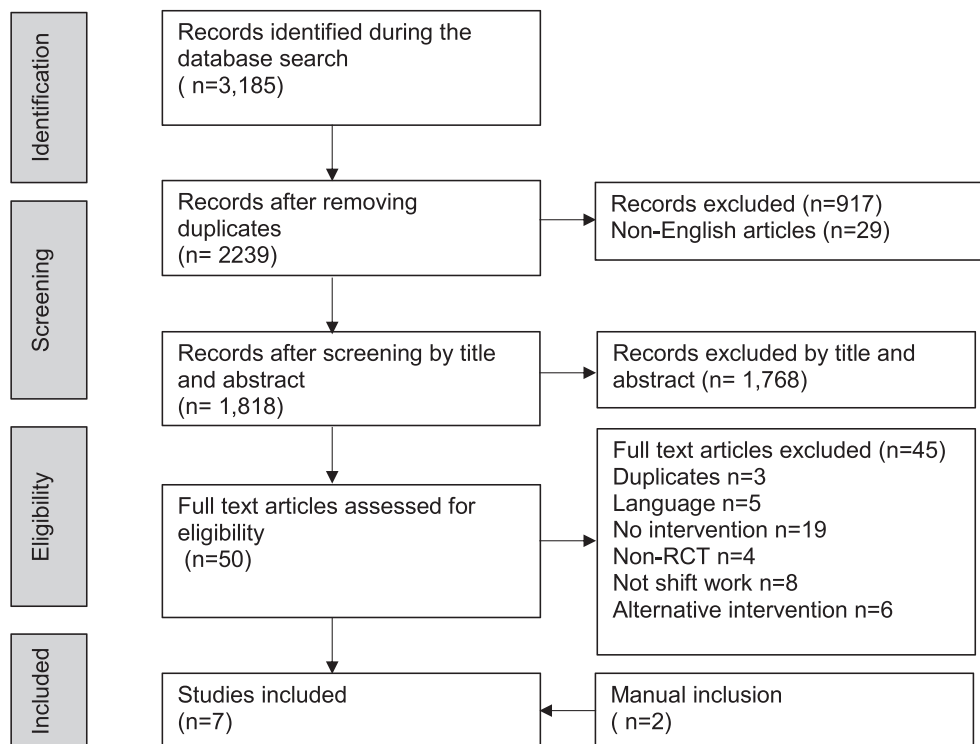 Identification
Records identified during the
database search
( n=3,185)
Screening
Records after removing
duplicates
(n= 2239)
Records excluded (n=917)
Non-English articles (n=29)
Records after screening by title
and abstract
(n= 1,818)
Records excluded by title and
abstract (n= 1,768)
Eligibility
Full text articles assessed for
eligibility
(n=50)
Full text articles excluded (n=45)
Duplicates n=3
Language n=5
No intervention n=19
Non-RCT n=4
Not shift work n=8
Alternative intervention n=6
Included
Studies included
(n=7)
Manual inclusion
( n=2)